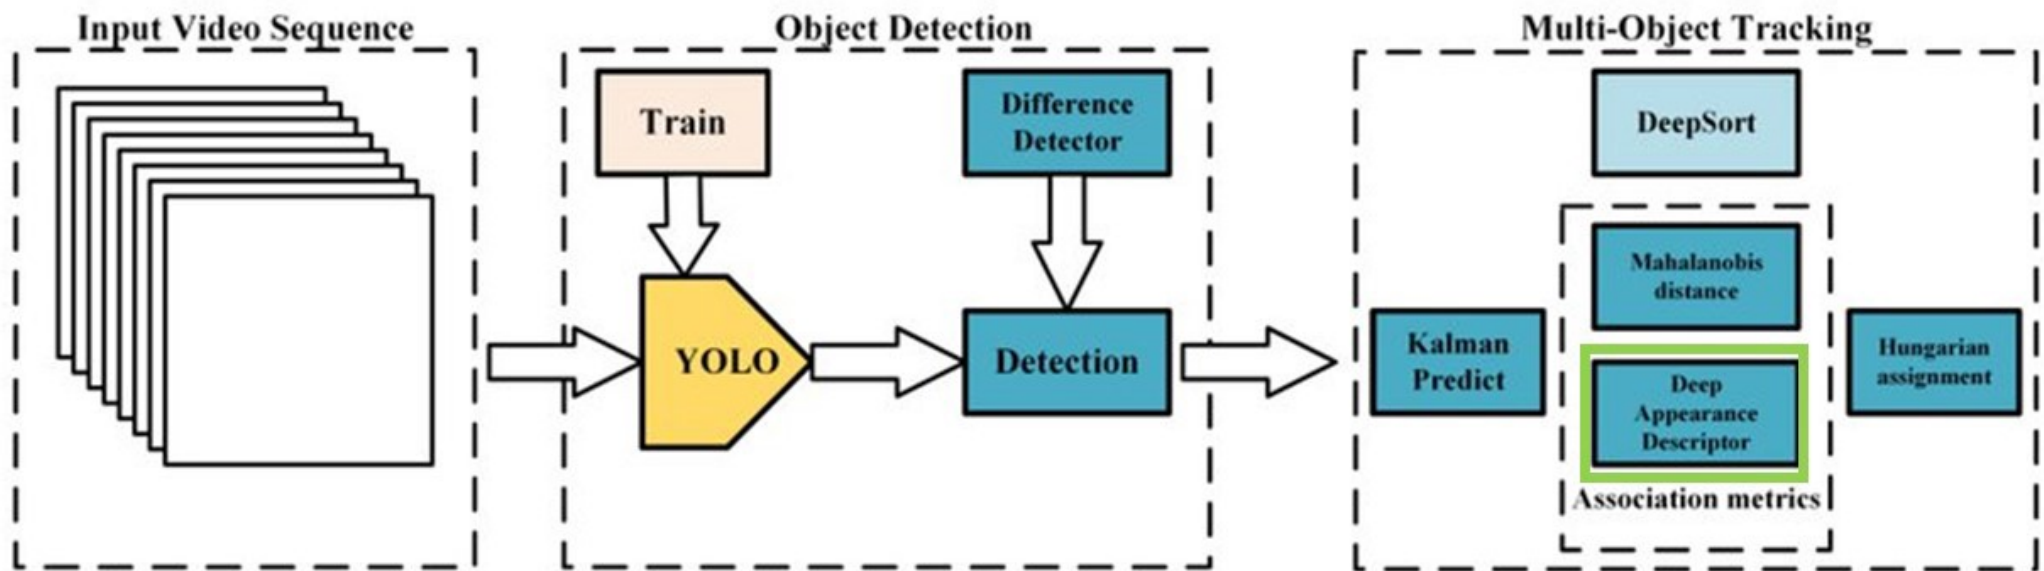 Input Video Sequence
Object Detection
Multi-Object Tracking
Train
Difference
Detector
DeepSort
YOLO
Detection
Kalman
Predict
Mahalanobis
distance
Deep
Appearance
Descriptor
Association metrics
Hungarian
assignment